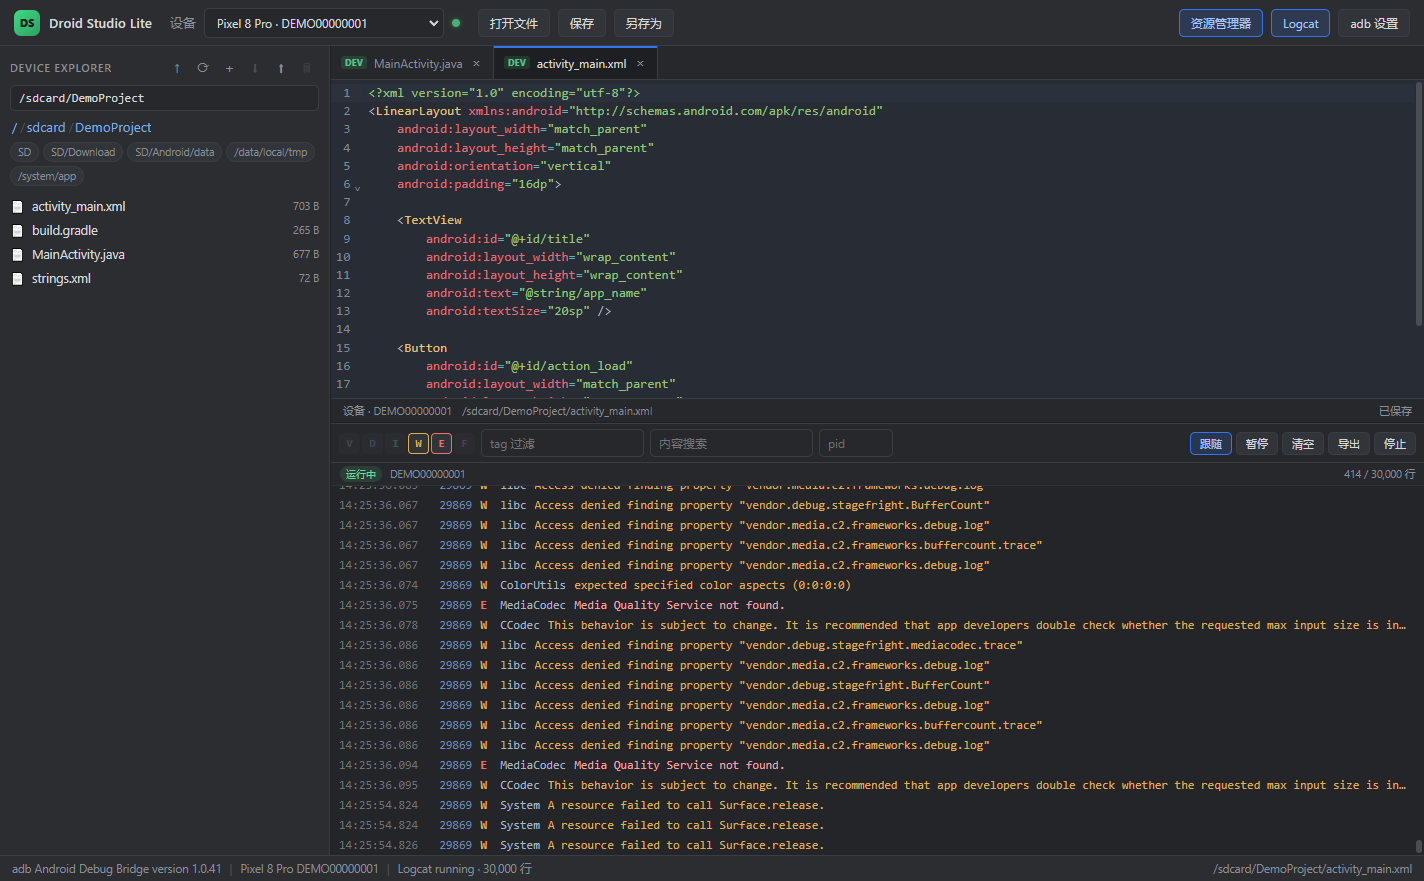 DS Droid Studio Lite 设备 Pixel 8 Pro · DEMO00000001 打开文件 保存 另存为 资源管理器 Logcat adb 设置
DEVICE EXPLORER
/sdcard/DemoProject
/ / sdcard / DemoProject
SD SD/Download SD/Android/data /data/local/tmp
/system/app
activity_main.xml 703 B
build.gradle 265 B
MainActivity.java 677 B
strings.xml 72 B
DEV MainActivity.java × DEV activity_main.xml ×
1 <?xml version="1.0" encoding="utf-8"?>
2 <LinearLayout xmlns:android="http://schemas.android.com/apk/res/android"
3 android:layout_width="match_parent"
4 android:layout_height="match_parent"
5 android:orientation="vertical"
6 android:padding="16dp">
7
8 <TextView
9 android:id="@+id/title"
10 android:layout_width="wrap_content"
11 android:layout_height="wrap_content"
12 android:text="@string/app_name"
13 android:textSize="20sp" />
14
15 <Button
16 android:id="@+id/action_load"
17 android:layout_width="match_parent"
设备 · DEMO00000001 /sdcard/DemoProject/activity_main.xml 已保存
V D I W E F tag 过滤 内容搜索 pid 跟随 暂停 清空 导出 停止
运行中 DEMO00000001 414 / 30,000 行
29869 W libc Access denied finding property "vendor.media.c2.frameworks.debug.log"
14:25:36.067 29869 W libc Access denied finding property "vendor.debug.stagefright.BufferCount"
14:25:36.067 29869 W libc Access denied finding property "vendor.media.c2.frameworks.debug.log"
14:25:36.067 29869 W libc Access denied finding property "vendor.media.c2.frameworks.buffercount.trace"
14:25:36.067 29869 W libc Access denied finding property "vendor.media.c2.frameworks.debug.log"
14:25:36.074 29869 W ColorUtils expected specified color aspects (0:0:0:0)
14:25:36.075 29869 E MediaCodec Media Quality Service not found.
14:25:36.078 29869 W CCodec This behavior is subject to change. It is recommended that app developers double check whether the requested max input size is in…
14:25:36.086 29869 W libc Access denied finding property "vendor.debug.stagefright.mediacodec.trace"
14:25:36.086 29869 W libc Access denied finding property "vendor.media.c2.frameworks.debug.log"
14:25:36.086 29869 W libc Access denied finding property "vendor.debug.stagefright.BufferCount"
14:25:36.086 29869 W libc Access denied finding property "vendor.media.c2.frameworks.debug.log"
14:25:36.086 29869 W libc Access denied finding property "vendor.media.c2.frameworks.buffercount.trace"
14:25:36.086 29869 W libc Access denied finding property "vendor.media.c2.frameworks.debug.log"
14:25:36.094 29869 E MediaCodec Media Quality Service not found.
14:25:36.095 29869 W CCodec This behavior is subject to change. It is recommended that app developers double check whether the requested max input size is in…
14:25:54.824 29869 W System A resource failed to call Surface.release.
14:25:54.824 29869 W System A resource failed to call Surface.release.
14:25:54.826 29869 W System A resource failed to call Surface.release.
adb Android Debug Bridge version 1.0.41 | Pixel 8 Pro DEMO00000001 | Logcat running · 30,000 行 /sdcard/DemoProject/activity_main.xml